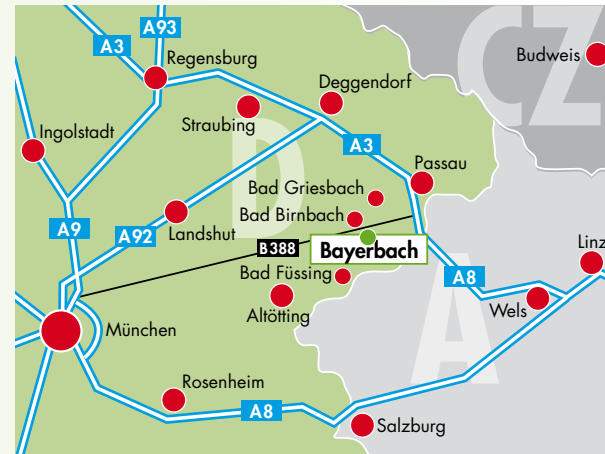 A93
A3
Regensburg
CZ
Budweis
Deggendorf
Straubing
Ingolstadt
D
A3
Passau
Bad Griesbach
Bad Birnbach
A9
A92
Landshut
B388
Bayerbach
Linz
Bad Füssing
A8
A
Wels
Altötting
München
Rosenheim
A8
Salzburg